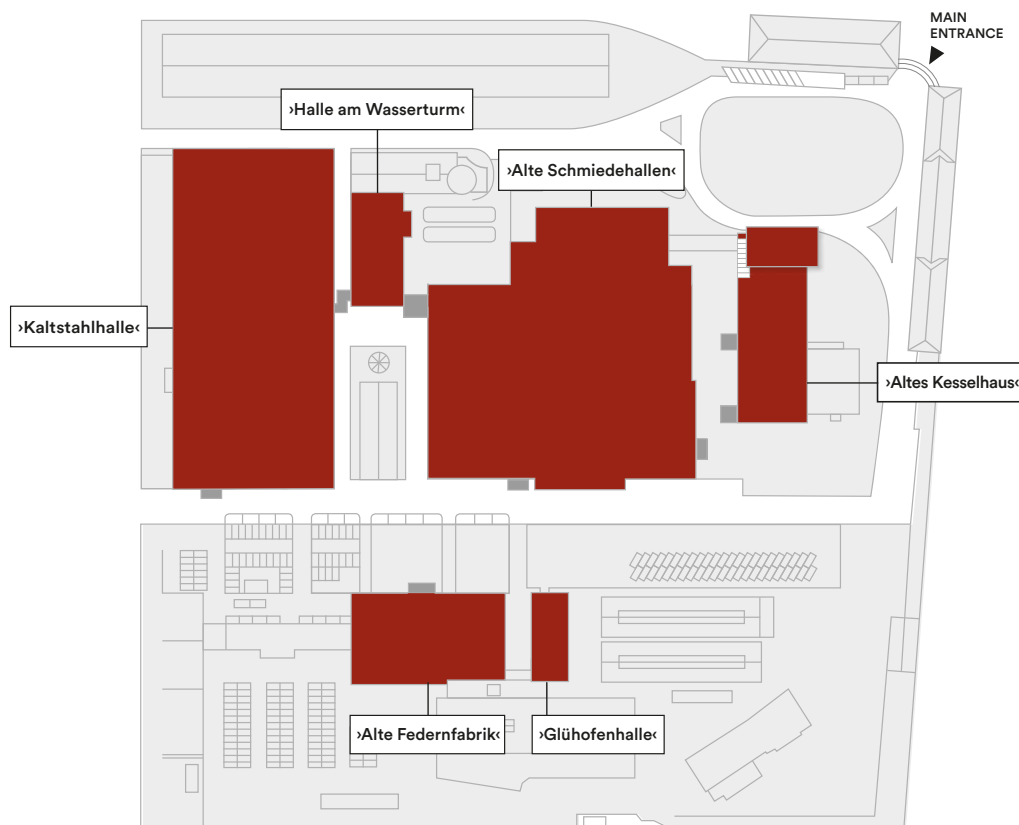 MAIN
ENTRANCE
›Halle am Wasserturm‹
›Alte Schmiedehallen‹
›Kaltstahlhalle‹
›Altes Kesselhaus‹
›Alte Federnfabrik‹
›Glühofenhalle‹